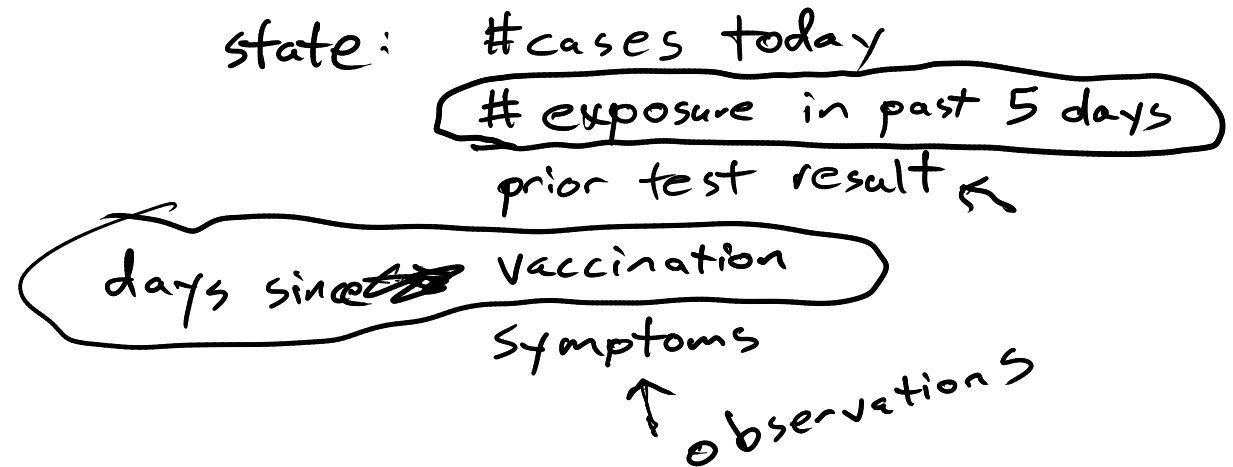 state: #cases today
# exposure in past 5 days
prior test result
days since vaccination
symptoms
observations